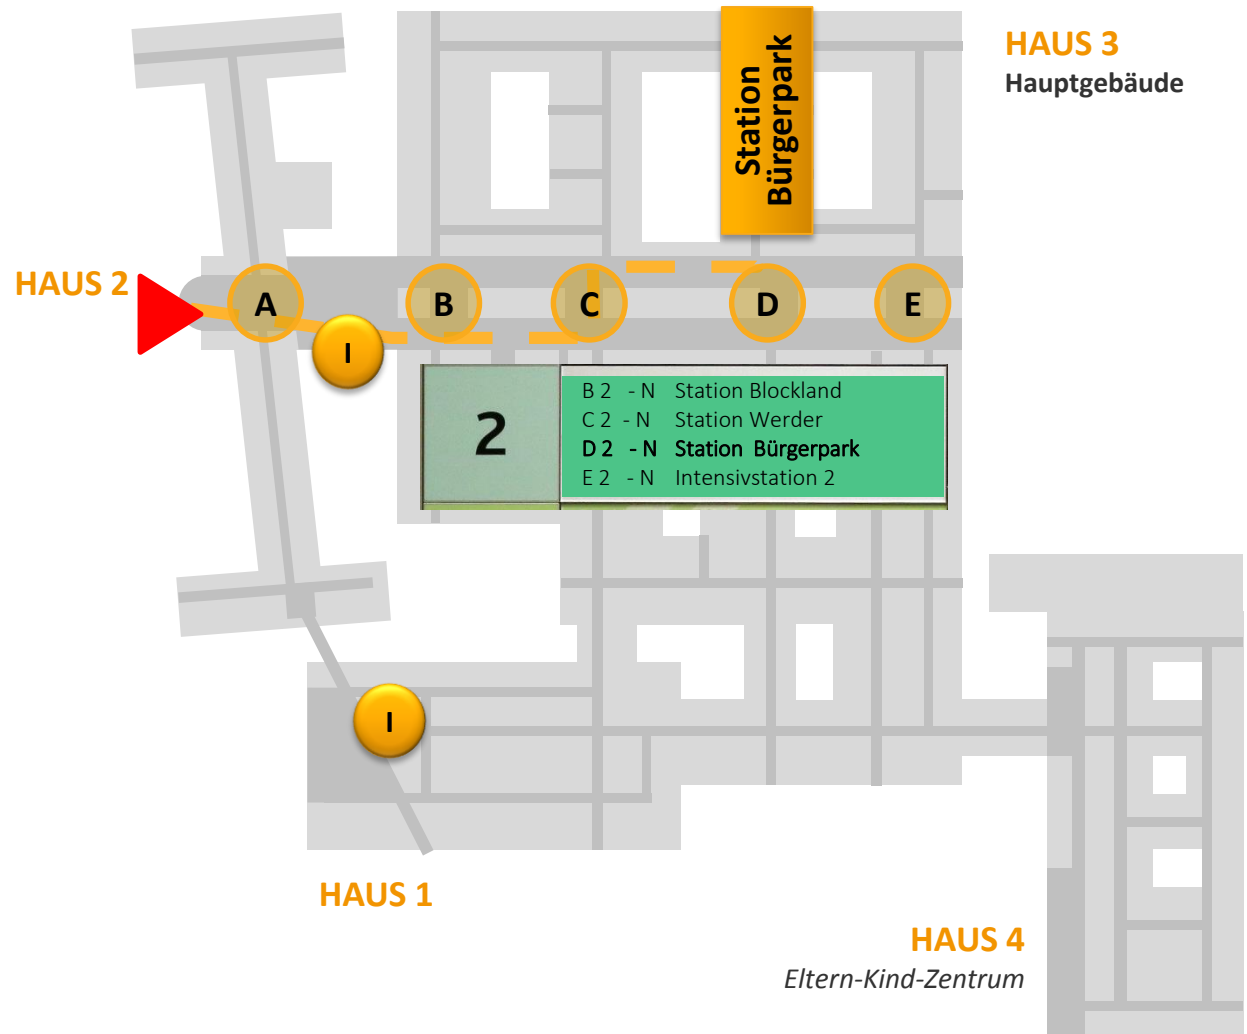 HAUS 3
Hauptgebäude
Station
Bürgerpark
HAUS 2
A
B
C
D
E
I
2
B 2 - N Station Blockland
C 2 - N Station Werder
D 2 - N Station Bürgerpark
E 2 - N Intensivstation 2
I
HAUS 1
HAUS 4
Eltern-Kind-Zentrum